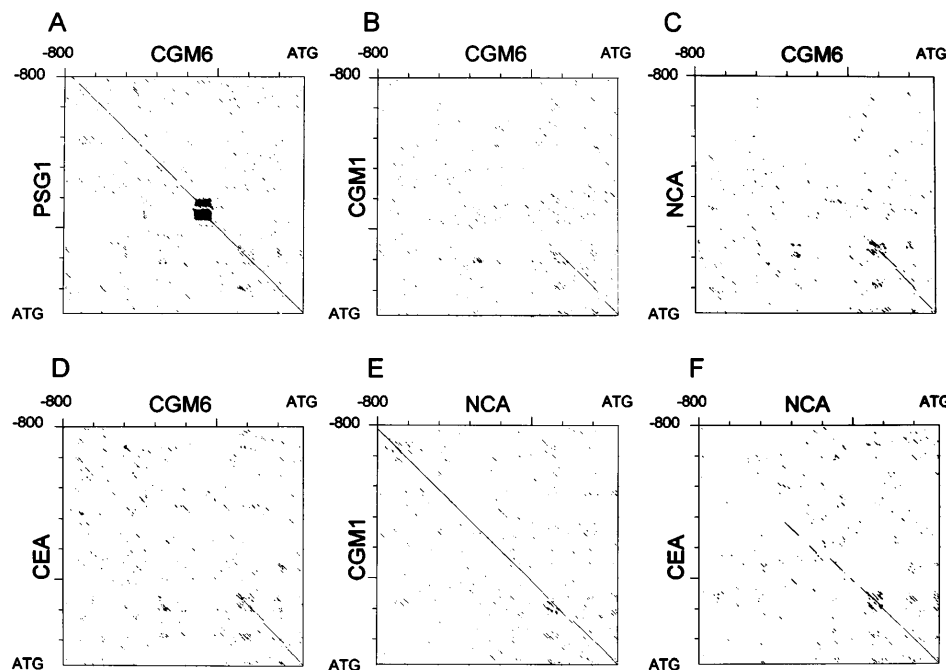 A B C
-800 CGM6 ATG -800 CGM6 ATG -800 CGM6 ATG
-800 -800 -800
PSG1 CGM1 NCA
ATG ATG ATG
D E F
-800 CGM6 ATG -800 NCA ATG -800 NCA ATG
-800 -800 -800
CEA CGM1 CEA
ATG ATG ATG